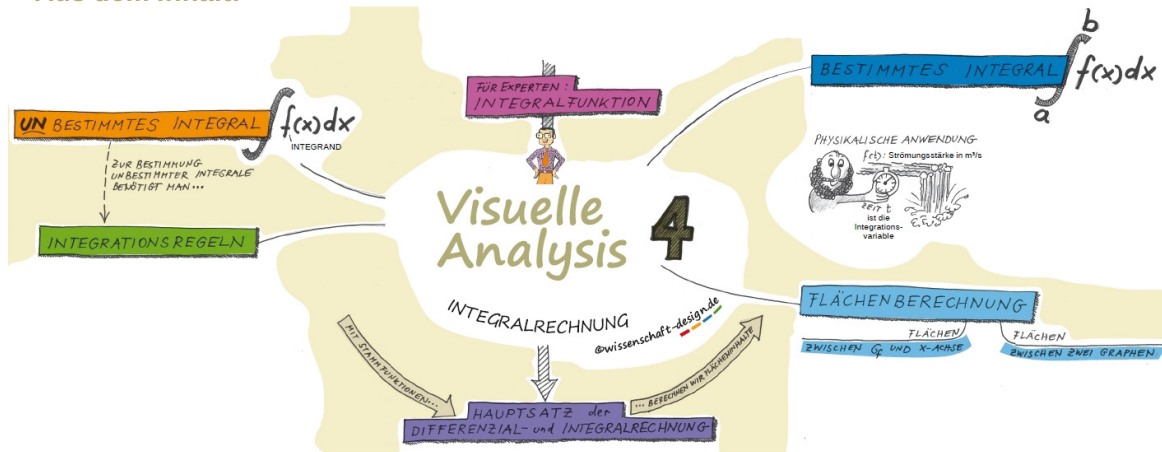 UNBESTIMMTES INTEGRAL
∫ f(x)dx
INTEGRAND
ZUR BESTIMMUNG
UNBESTIMMTER INTEGRALE
BENÖTIGT MAN...
INTEGRATIONSREGELN
FÜR EXPERTEN:
INTEGRALFUNKTION
Visuelle
Analysis
4
INTEGRALRECHNUNG
©wissenschaft-design.de
BESTIMMTES INTEGRAL
b
∫ f(x)dx
a
PHYSIKALISCHE ANWENDUNG
f(t): Strömungsstärke in m³/s
ZEIT t
ist die
Integrations-
variable
FLÄCHENBERECHNUNG
FLÄCHEN
ZWISCHEN Gf UND X-ACHSE
FLÄCHEN
ZWISCHEN ZWEI GRAPHEN
MIT STAMMFUNKTIONEN...
... BERECHNEN WIR FLÄCHENINHALTE
HAUPTSATZ der
DIFFERENZIAL- und INTEGRALRECHNUNG